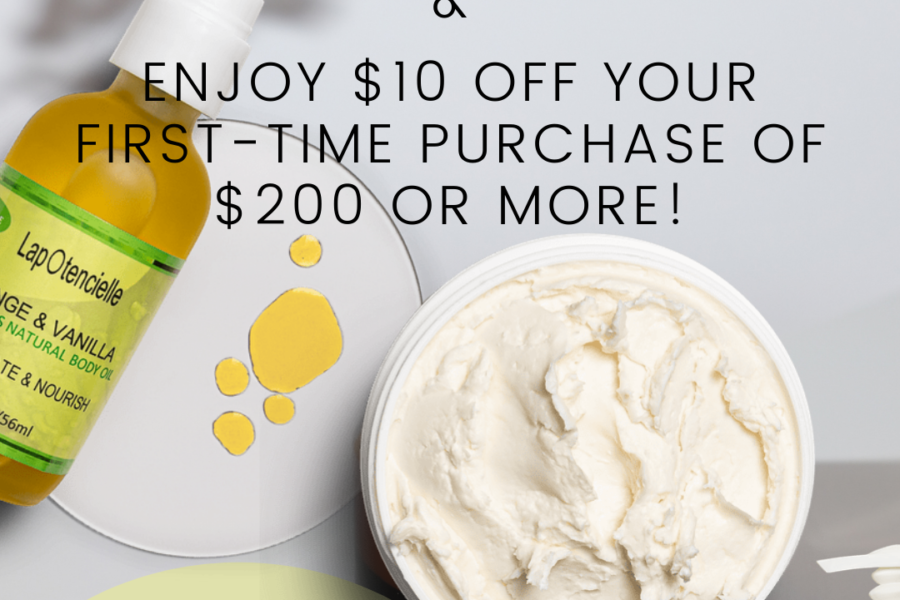 &
ENJOY $10 OFF YOUR
FIRST-TIME PURCHASE OF
$200 OR MORE!
LapOtencielle
& VANILLA
NATURAL BODY OIL
& NOURISH
56ml